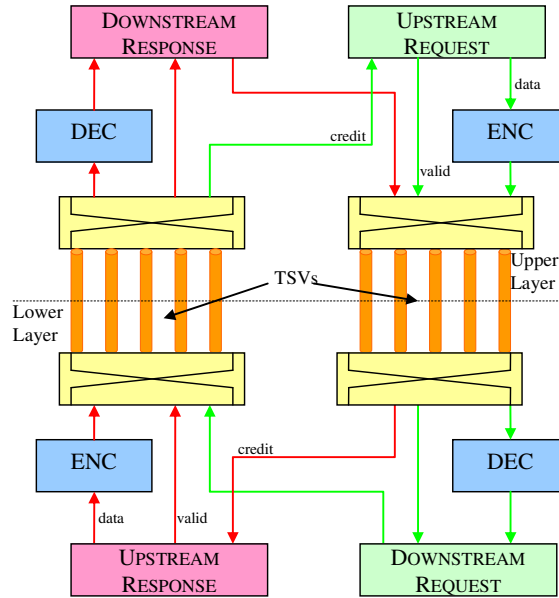 DOWNSTREAM
RESPONSE
UPSTREAM
REQUEST
data
DEC
ENC
credit
valid
Upper
Layer
TSVs
Lower
Layer
credit
ENC
DEC
data
valid
UPSTREAM
RESPONSE
DOWNSTREAM
REQUEST